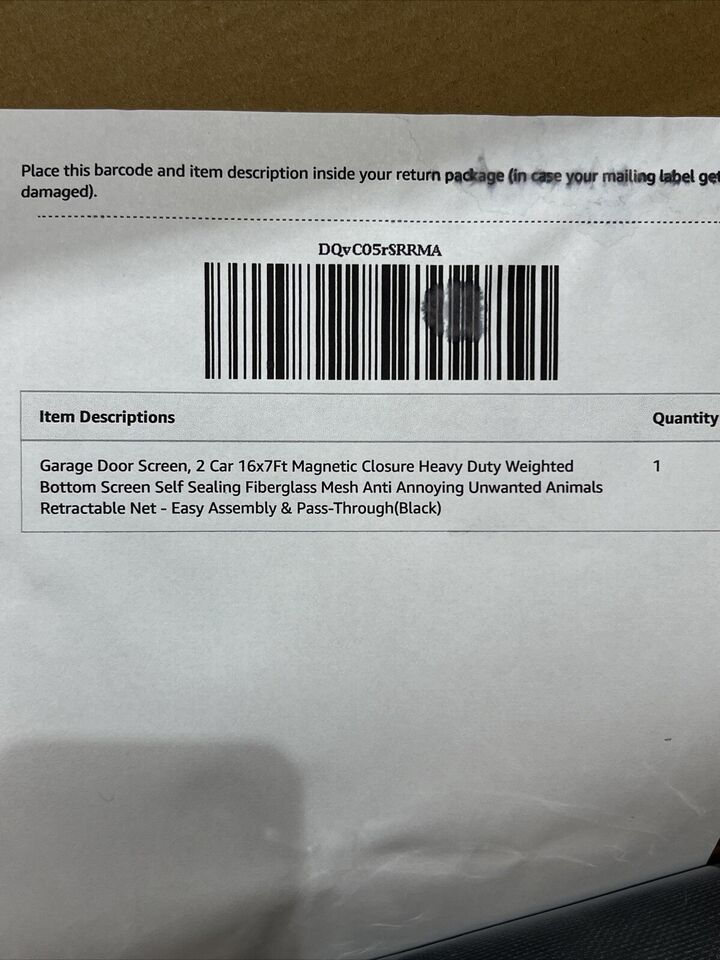 Place this barcode and item description inside your return package (in case your mailing label get
damaged).
DQvC05rSRRMA
Item Descriptions
Quantity
Garage Door Screen, 2 Car 16x7Ft Magnetic Closure Heavy Duty Weighted
1
Bottom Screen Self Sealing Fiberglass Mesh Anti Annoying Unwanted Animals
Retractable Net - Easy Assembly & Pass-Through(Black)